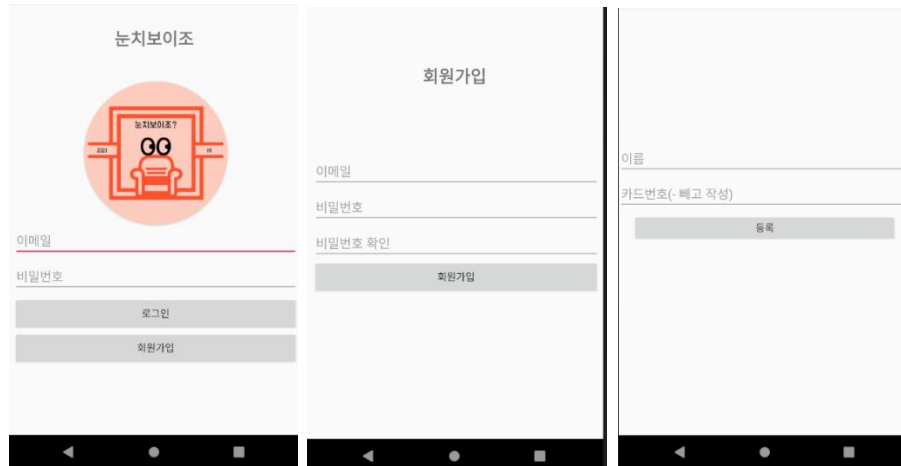 눈치보이조
눈치보이조?
2020
이메일
비밀번호
로그인
회원가입
회원가입
이메일
비밀번호
비밀번호 확인
회원가입
이름
카드번호(- 빼고 작성)
등록